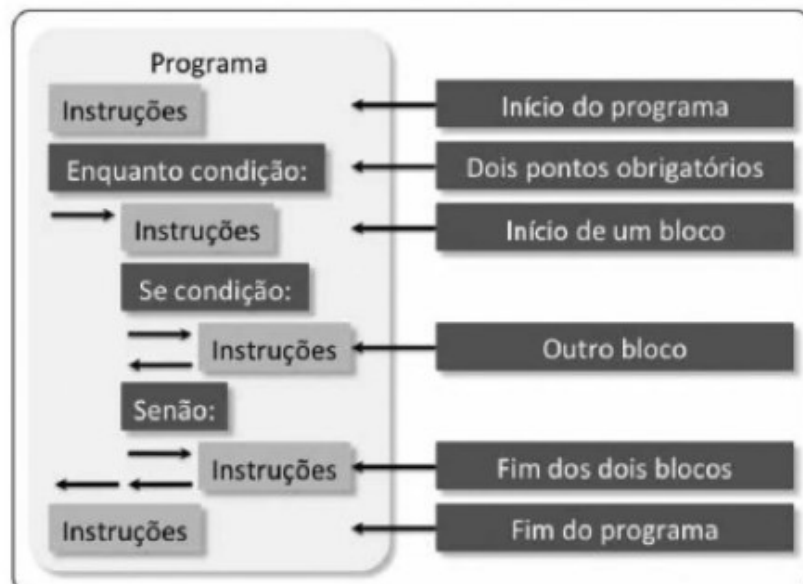 Programa
Instruções
Início do programa
Enquanto condição:
Dois pontos obrigatórios
Instruções
Início de um bloco
Se condição:
Instruções
Outro bloco
Senão:
Instruções
Fim dos dois blocos
Instruções
Fim do programa